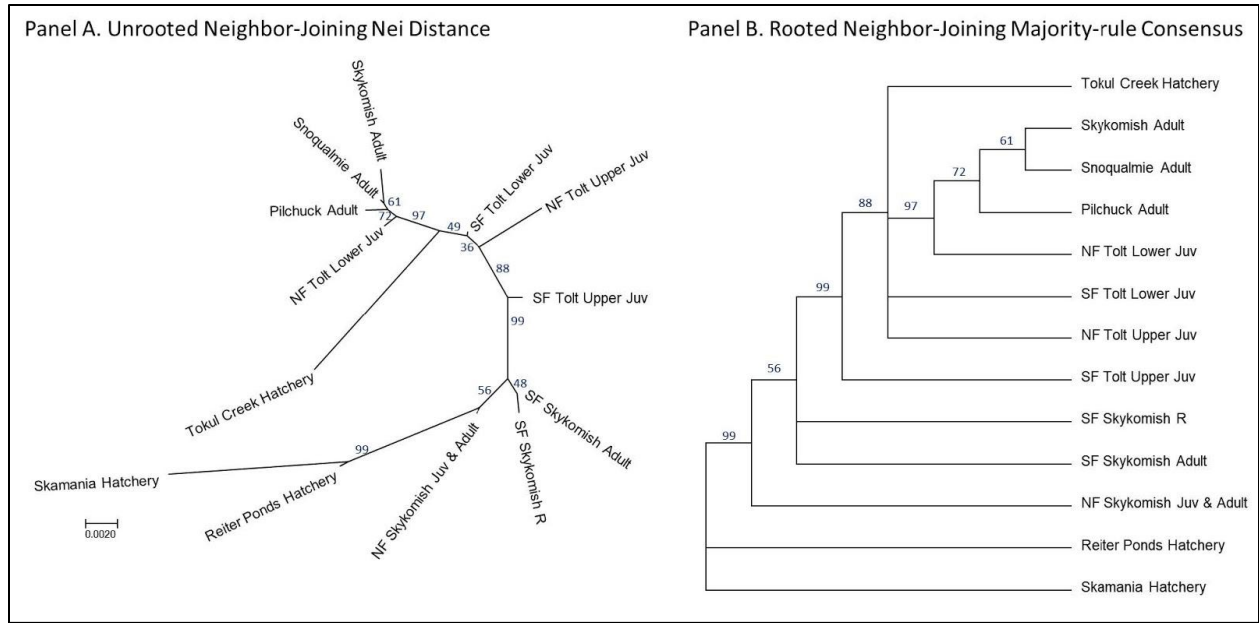 Panel A. Unrooted Neighbor-Joining Nei Distance
Skykomish Adult
Snoqualmie Adult
Pilchuck Adult
NF Tolt Lower Juv
61
72
97
49
SF Tolt Lower Juv
NF Tolt Upper Juv
36
88
SF Tolt Upper Juv
99
Tokul Creek Hatchery
56
48
SF Skykomish Adult
SF Skykomish R
NF Skykomish Juv & Adult
99
Skamania Hatchery
Reiter Ponds Hatchery
0.0020
Panel B. Rooted Neighbor-Joining Majority-rule Consensus
Tokul Creek Hatchery
Skykomish Adult
61
Snoqualmie Adult
72
Pilchuck Adult
88
97
NF Tolt Lower Juv
99
SF Tolt Lower Juv
NF Tolt Upper Juv
56
SF Tolt Upper Juv
SF Skykomish R
99
SF Skykomish Adult
NF Skykomish Juv & Adult
Reiter Ponds Hatchery
Skamania Hatchery